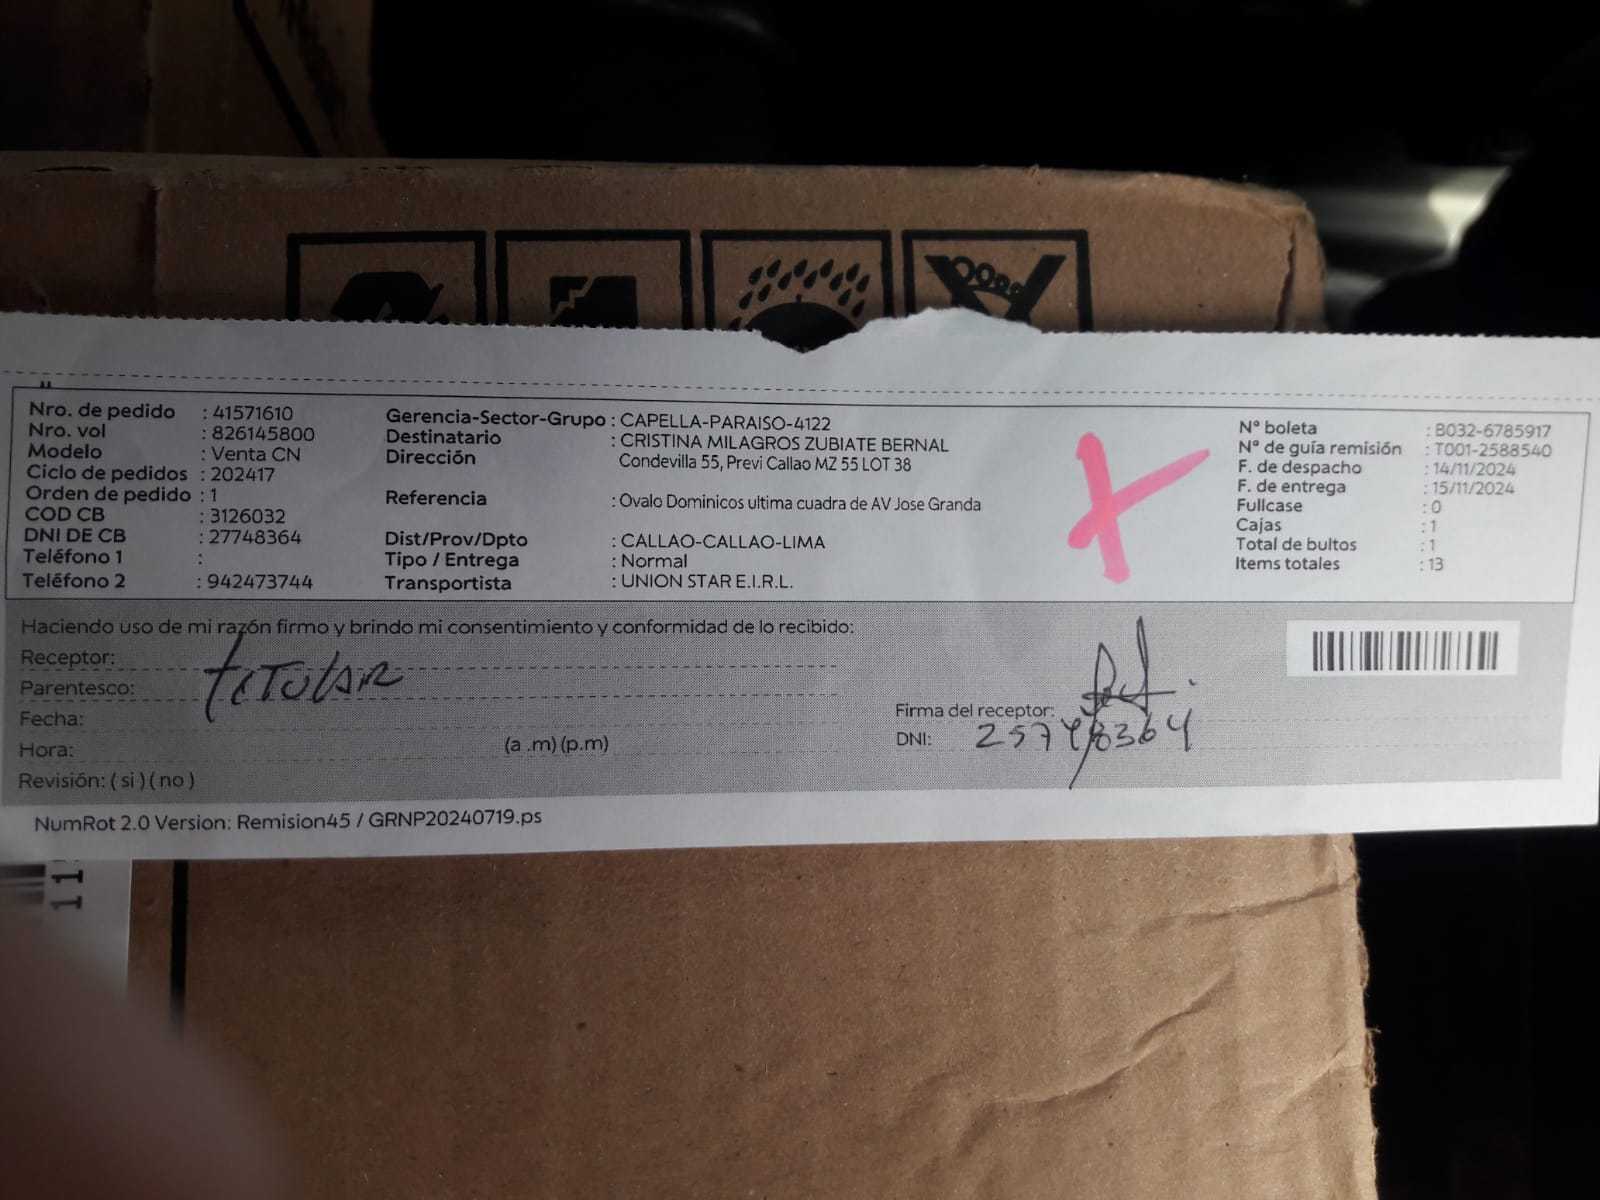 Nro. de pedido : 41571610
Nro. vol : 826145800
Modelo : Venta CN
Ciclo de pedidos : 202417
Orden de pedido : 1
COD CB : 3126032
DNI DE CB : 27748364
Teléfono 1 :
Teléfono 2 : 942473744
Gerencia-Sector-Grupo : CAPELLA-PARAISO-4122
Destinatario : CRISTINA MILAGROS ZUBIATE BERNAL
Dirección Condevilla 55, Previ Callao MZ 55 LOT 38
Referencia : Ovalo Dominicos ultima cuadra de AV Jose Granda
Dist/Prov/Dpto : CALLAO-CALLAO-LIMA
Tipo / Entrega : Normal
Transportista : UNION STAR E.I.R.L.
N° boleta : B032-6785917
N° de guía remisión : T001-2588540
F. de despacho : 14/11/2024
F. de entrega : 15/11/2024
Fullcase : 0
Cajas : 1
Total de bultos : 1
Items totales : 13
Haciendo uso de mi razón firmo y brindo mi consentimiento y conformidad de lo recibido:
Receptor:
titular
Parentesco:
Fecha:
Hora: (a .m) (p.m)
Revisión: ( si ) ( no )
Firma del receptor:
DNI: 25748364
NumRot 2.0 Version: Remision45 / GRNP20240719.ps